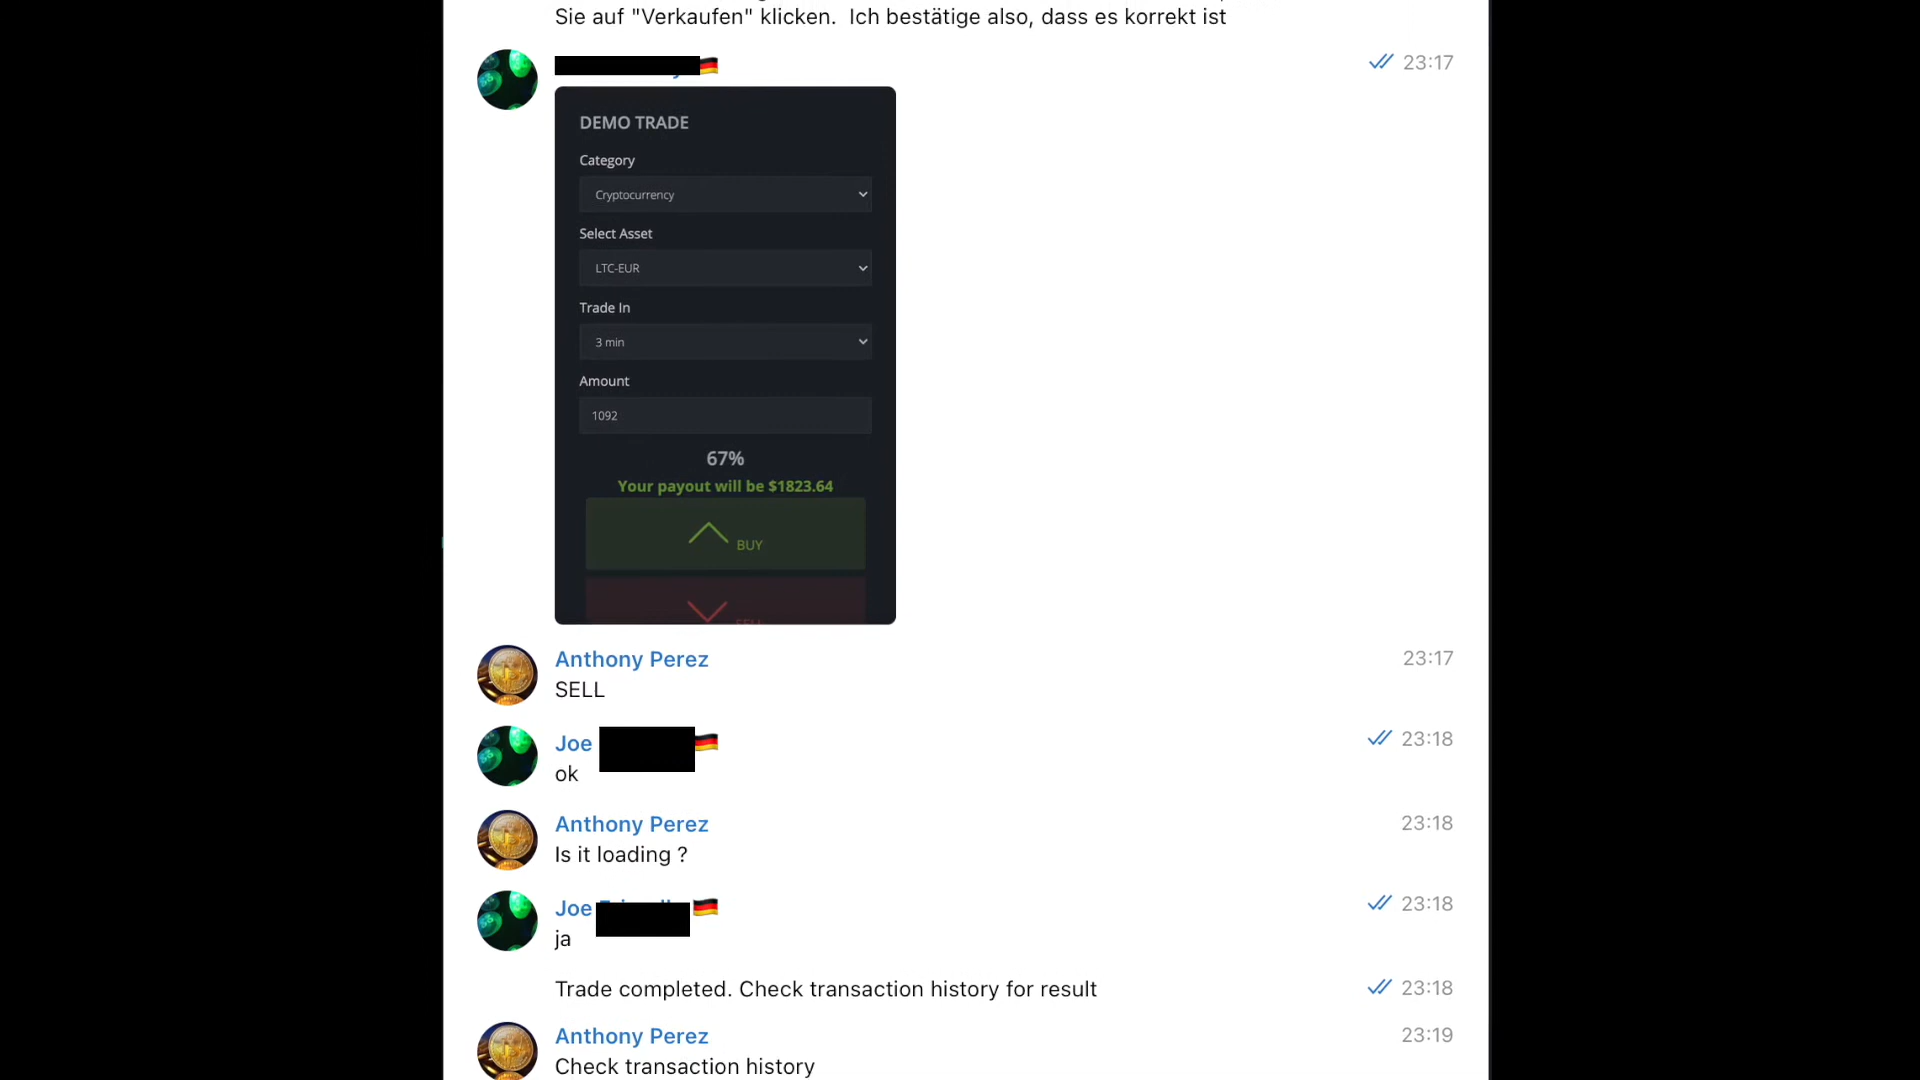 Sie auf "Verkaufen" klicken.  Ich bestätige also, dass es korrekt ist
23:17
DEMO TRADE
Category
Cryptocurrency
Select Asset
LTC-EUR
Trade In
3 min
Amount
1092
67%
Your payout will be $1823.64
BUY
SELL
Anthony Perez 23:17
SELL
Joe 23:18
ok
Anthony Perez 23:18
Is it loading ?
Joe 23:18
ja
Trade completed. Check transaction history for result 23:18
Anthony Perez 23:19
Check transaction history